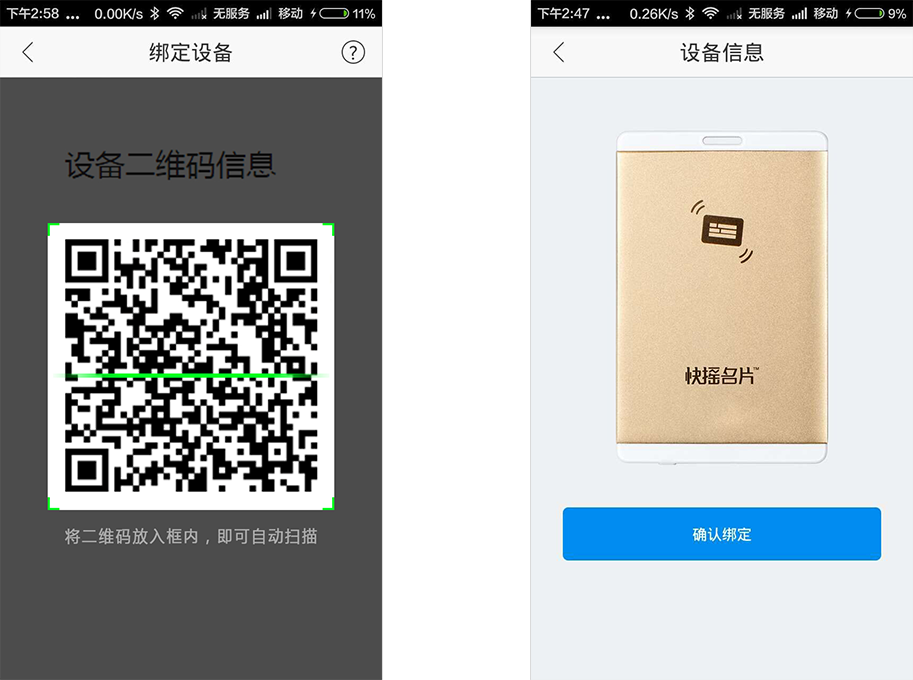 下午2:58 ... 0.00K/s 无服务 移动 11%
绑定设备
?
设备二维码信息
将二维码放入框内，即可自动扫描
下午2:47 ... 0.26K/s 无服务 移动 9%
设备信息
快摇名片™
确认绑定